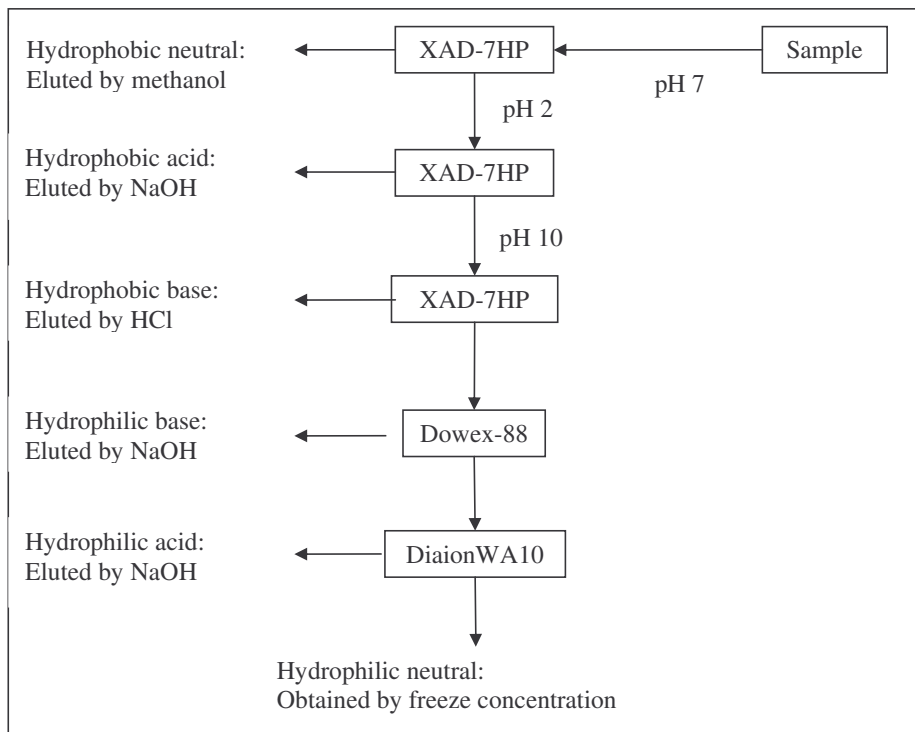 Hydrophobic neutral:
Eluted by methanol
XAD-7HP
Sample
pH 7
pH 2
Hydrophobic acid:
Eluted by NaOH
XAD-7HP
pH 10
Hydrophobic base:
Eluted by HCl
XAD-7HP
Hydrophilic base:
Eluted by NaOH
Dowex-88
Hydrophilic acid:
Eluted by NaOH
DiaionWA10
Hydrophilic neutral:
Obtained by freeze concentration